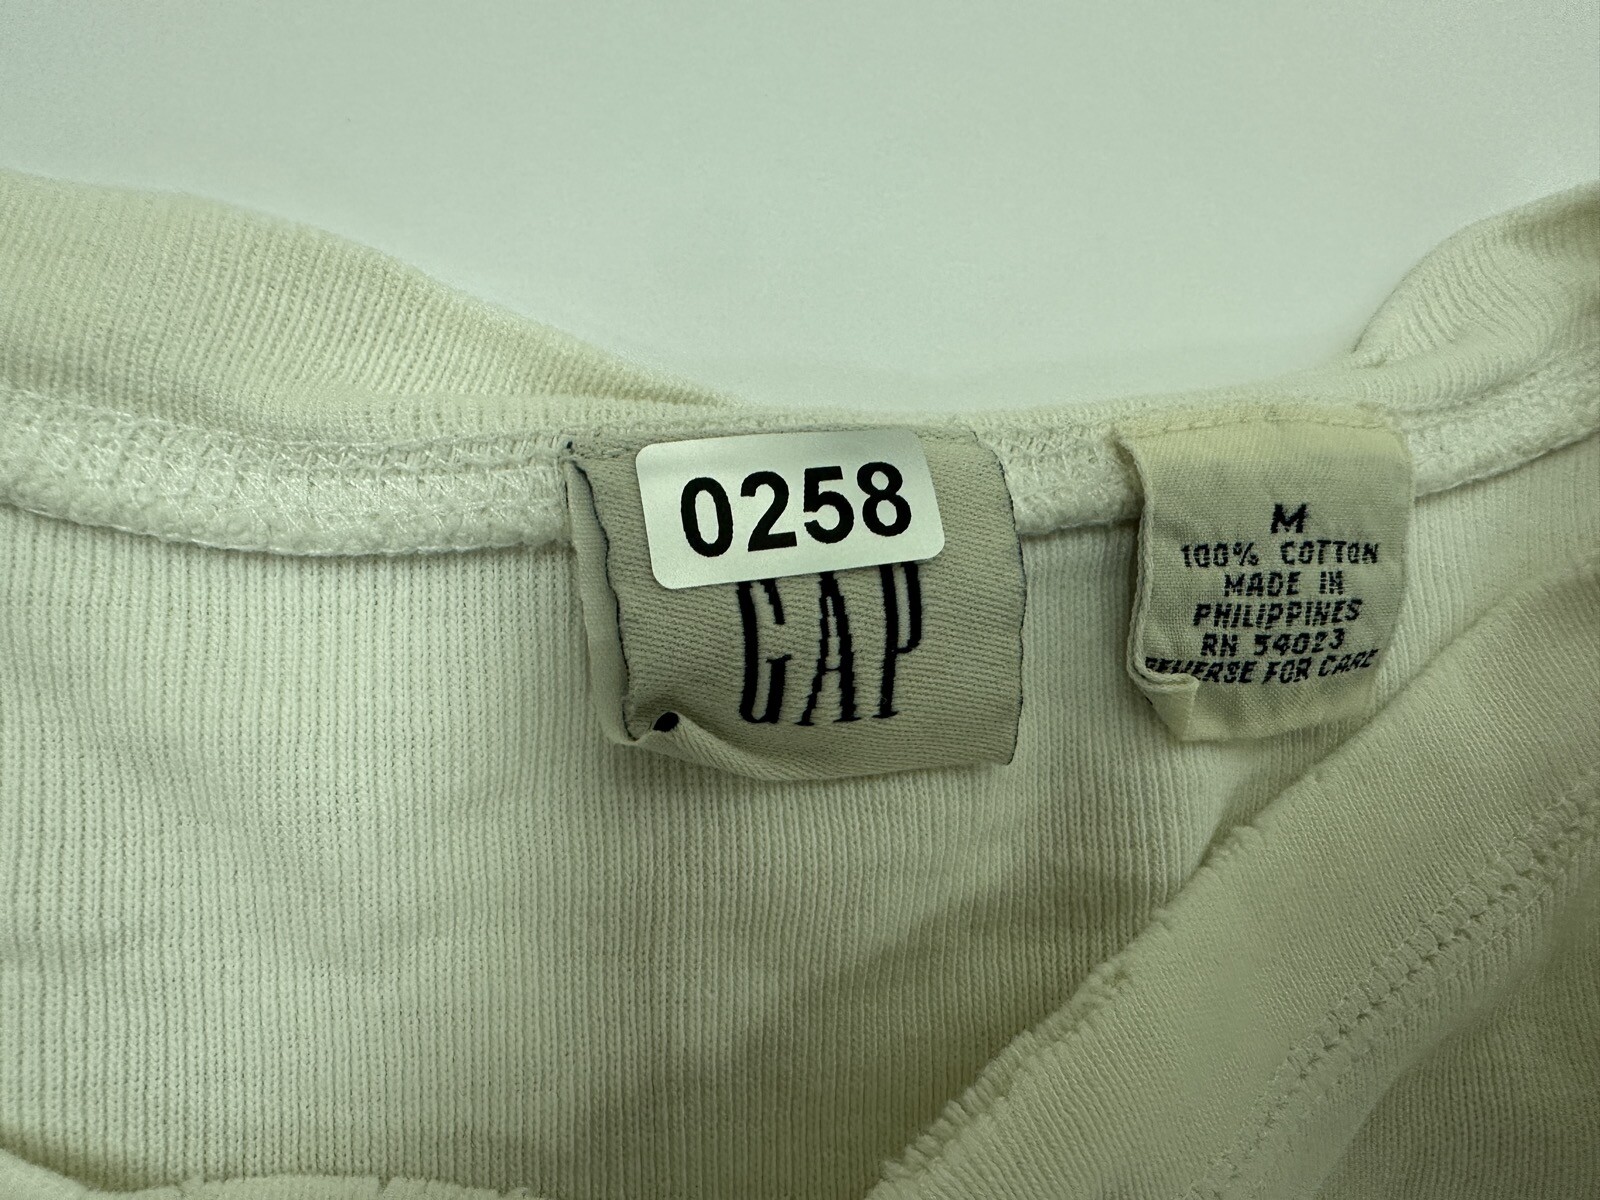 0258
GAP
M
100% COTTON
MADE IN
PHILIPPINES
RN 54023
REVERSE FOR CARE